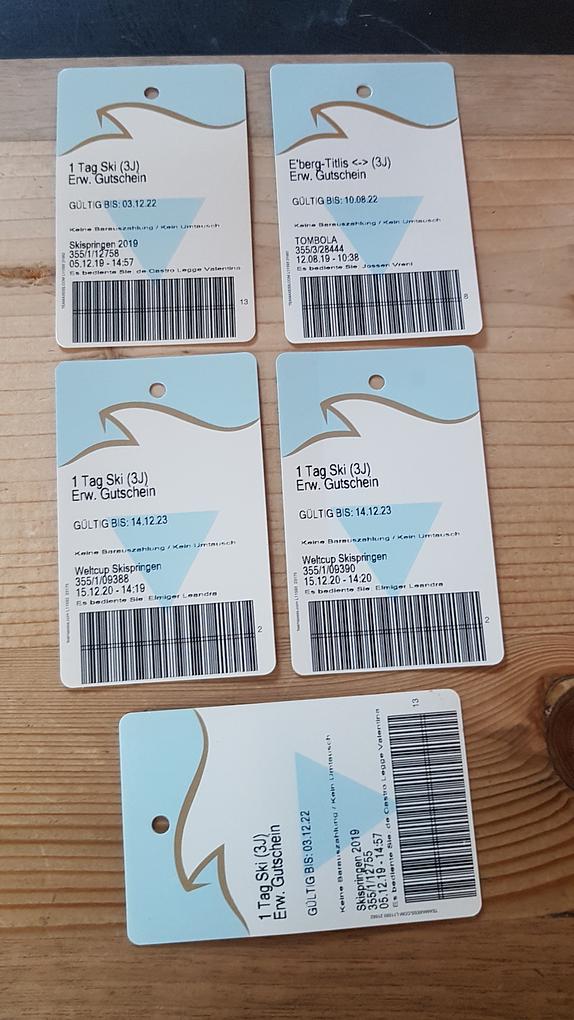 1 Tag Ski (3J)
Erw. Gutschein
GÜLTIG BIS: 03.12.22
Keine Barauszahlung / Kein Umtausch
Skispringen 2019
355/1/12758
05.12.19 - 14:57
Es bediente Sie: de Castro Legge Valentina
13
E'berg-Titlis <-> (3J)
Erw. Gutschein
GÜLTIG BIS: 10.08.22
Keine Barauszahlung / Kein Umtausch
TOMBOLA
355/3/28444
12.08.19 - 10:38
Es bediente Sie: Jossen Vreni
8
1 Tag Ski (3J)
Erw. Gutschein
GÜLTIG BIS: 14.12.23
Keine Barauszahlung / Kein Umtausch
Weltcup Skispringen
355/1/09388
15.12.20 - 14:19
Es bediente Sie: Elmiger Leandra
2
1 Tag Ski (3J)
Erw. Gutschein
GÜLTIG BIS: 14.12.23
Keine Barauszahlung / Kein Umtausch
Weltcup Skispringen
355/1/09390
15.12.20 - 14:20
Es bediente Sie: Elmiger Leandra
2
1 Tag Ski (3J)
Erw. Gutschein
GÜLTIG BIS: 03.12.22
Keine Barauszahlung / Kein Umtausch
Skispringen 2019
355/1/12755
05.12.19 - 14:57
Es bediente Sie: de Castro Legge Valentina
13